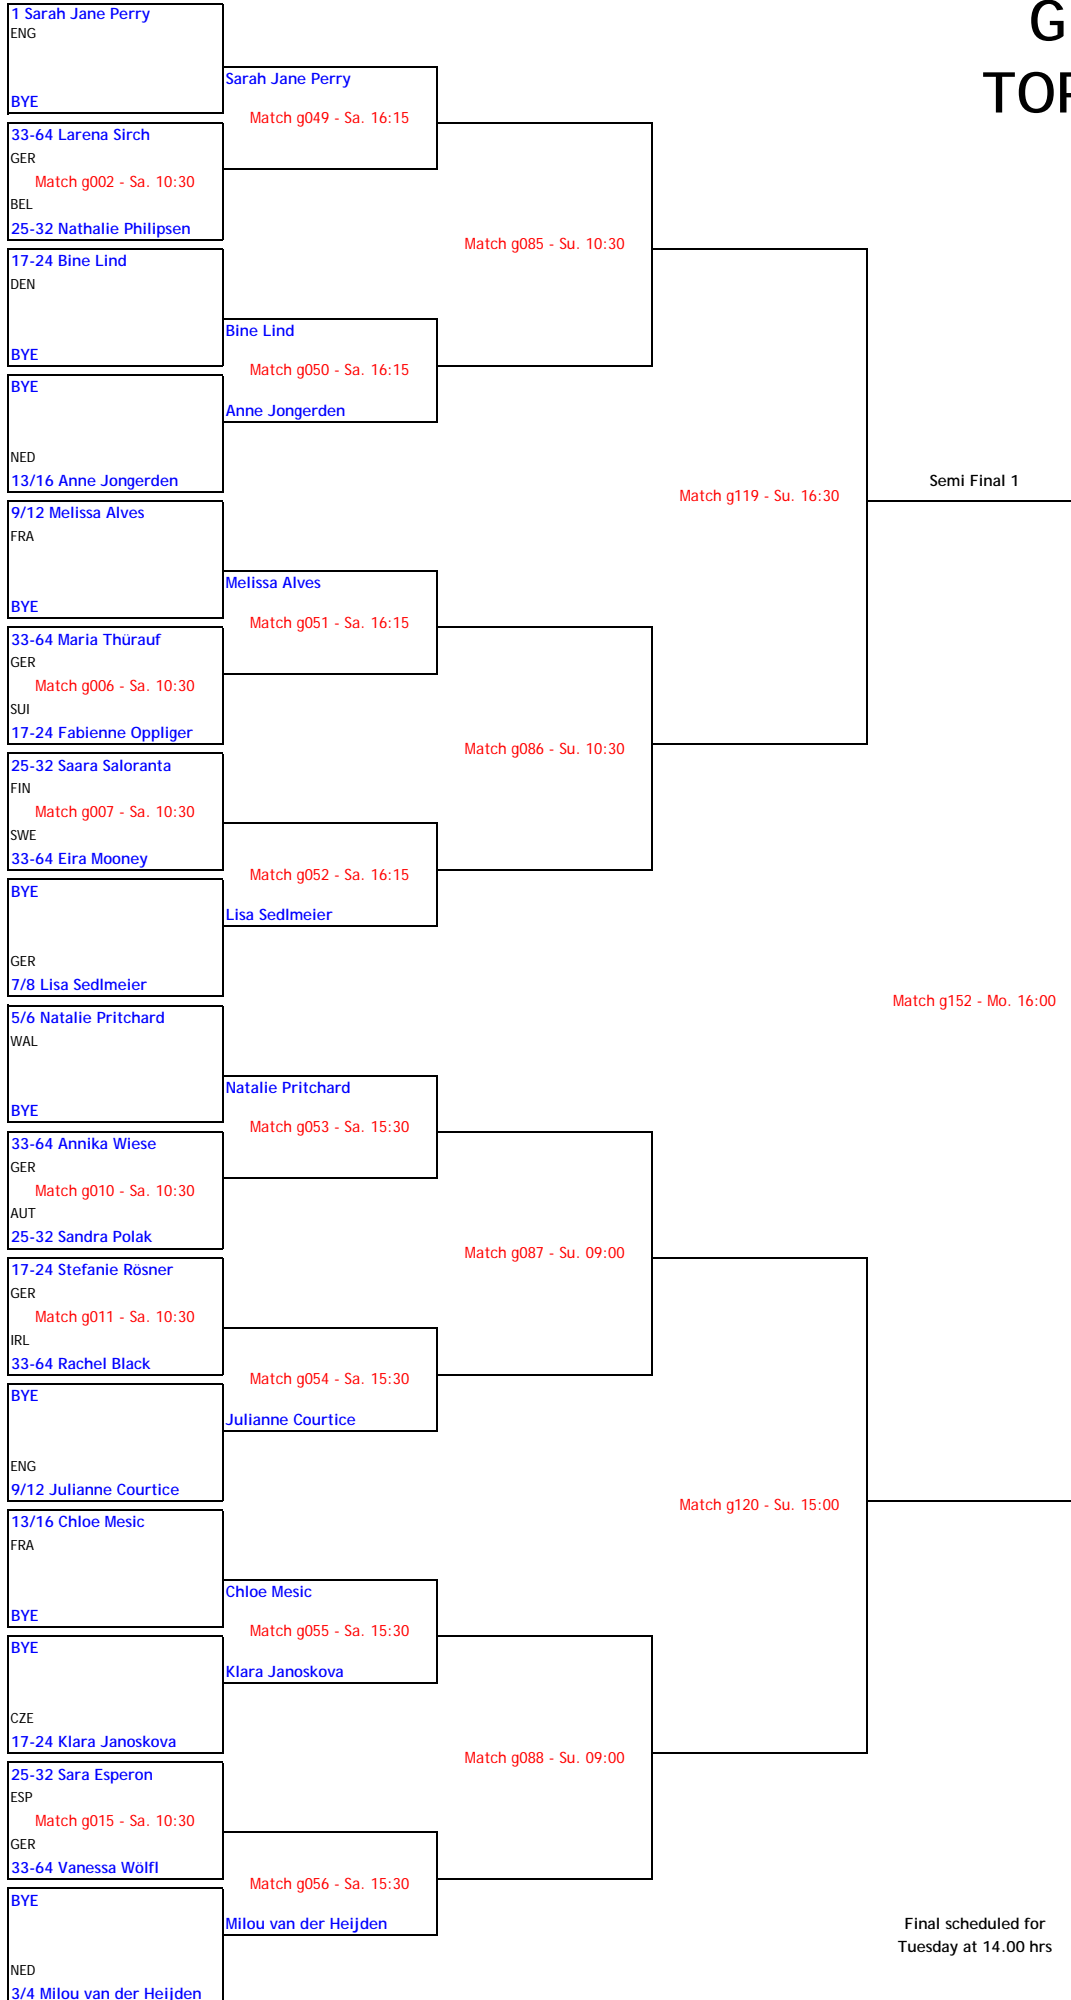 G
TOP
1 Sarah Jane Perry
ENG
BYE
33-64 Larena Sirch
GER
Match g002 - Sa. 10:30
BEL
25-32 Nathalie Philipsen
17-24 Bine Lind
DEN
BYE
BYE
NED
13/16 Anne Jongerden
9/12 Melissa Alves
FRA
BYE
33-64 Maria Thürauf
GER
Match g006 - Sa. 10:30
SUI
17-24 Fabienne Oppliger
25-32 Saara Saloranta
FIN
Match g007 - Sa. 10:30
SWE
33-64 Eira Mooney
BYE
GER
7/8 Lisa Sedlmeier
5/6 Natalie Pritchard
WAL
BYE
33-64 Annika Wiese
GER
Match g010 - Sa. 10:30
AUT
25-32 Sandra Polak
17-24 Stefanie Rösner
GER
Match g011 - Sa. 10:30
IRL
33-64 Rachel Black
BYE
ENG
9/12 Julianne Courtice
13/16 Chloe Mesic
FRA
BYE
BYE
CZE
17-24 Klara Janoskova
25-32 Sara Esperon
ESP
Match g015 - Sa. 10:30
GER
33-64 Vanessa Wölfl
BYE
NED
3/4 Milou van der Heijden
Sarah Jane Perry
Match g049 - Sa. 16:15
Bine Lind
Match g050 - Sa. 16:15
Anne Jongerden
Melissa Alves
Match g051 - Sa. 16:15
Match g052 - Sa. 16:15
Lisa Sedlmeier
Natalie Pritchard
Match g053 - Sa. 15:30
Match g054 - Sa. 15:30
Julianne Courtice
Chloe Mesic
Match g055 - Sa. 15:30
Klara Janoskova
Match g056 - Sa. 15:30
Milou van der Heijden
Match g085 - Su. 10:30
Match g086 - Su. 10:30
Match g087 - Su. 09:00
Match g088 - Su. 09:00
Match g119 - Su. 16:30
Match g120 - Su. 15:00
Semi Final 1
Match g152 - Mo. 16:00
Final scheduled for
Tuesday at 14.00 hrs